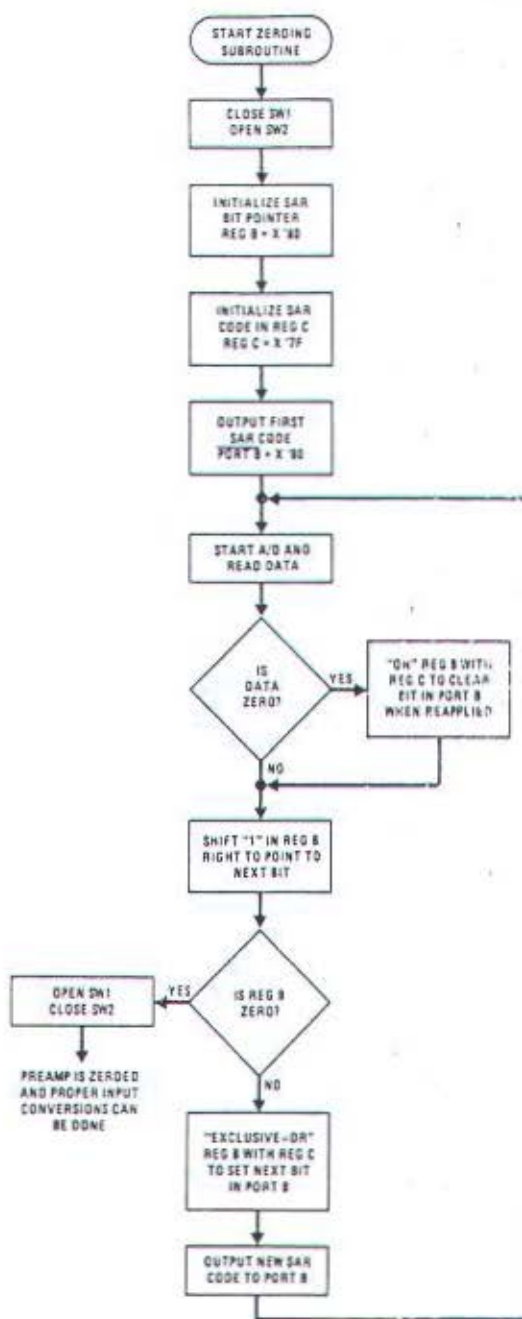 START ZEROING
SUBROUTINE
CLOSE SW1
OPEN SW2
INITIALIZE SAR
BIT POINTER
REG B = X '80
INITIALIZE SAR
CODE IN REG C
REG C = X '7F
OUTPUT FIRST
SAR CODE
PORT B = X '80
START A/D AND
READ DATA
IS
DATA
ZERO?
YES
"OR" REG B WITH
REG C TO CLEAR
BIT IN PORT B
WHEN REAPPLIED
NO
SHIFT "1" IN REG B
RIGHT TO POINT TO
NEXT BIT
IS REG B
ZERO?
YES
OPEN SW1
CLOSE SW2
PREAMP IS ZEROED
AND PROPER INPUT
CONVERSIONS CAN
BE DONE
NO
"EXCLUSIVE-OR"
REG B WITH REG C
TO SET NEXT BIT
IN PORT B
OUTPUT NEW SAR
CODE TO PORT B